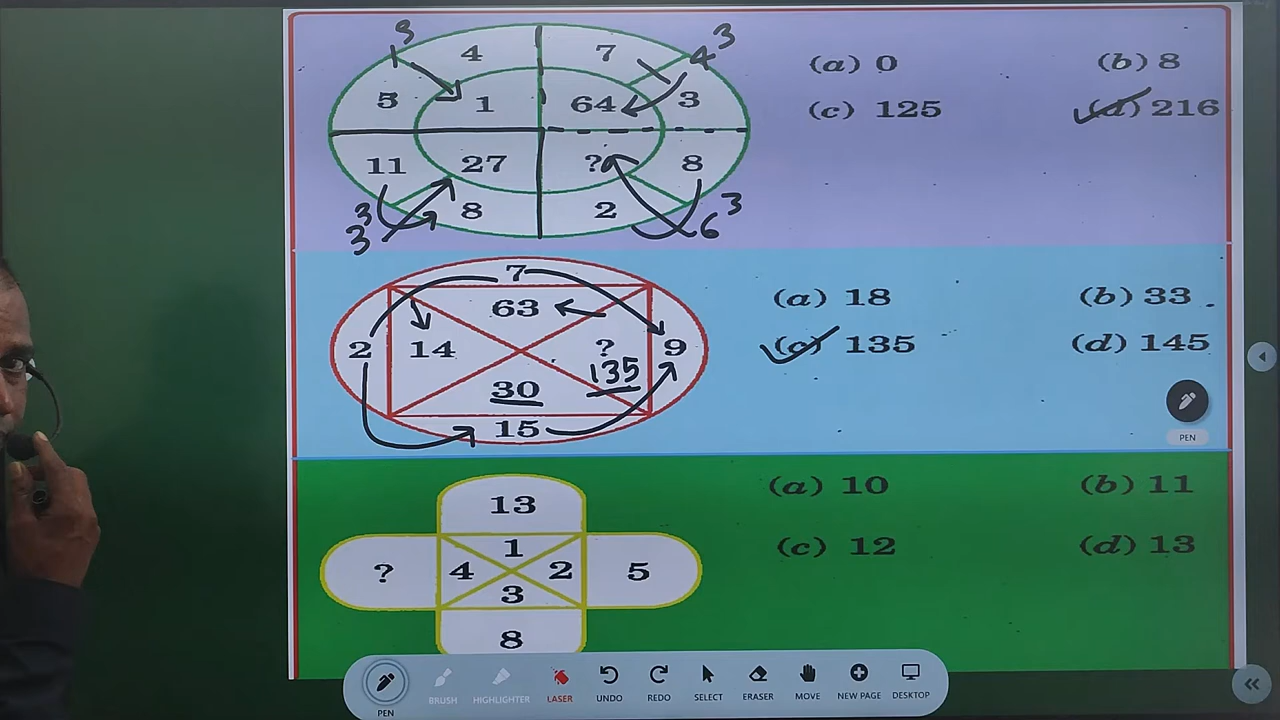 3
1
4
7
3
4
5
1
64
3
11
27
?
8
8
2
3
3
3
6
(a) 0
(b) 8
(c) 125
(d) 216
7
63
2
14
?
9
135
30
15
(a) 18
(b) 33
(c) 135
(d) 145
PEN
13
1
?
4
2
5
3
8
(a) 10
(b) 11
(c) 12
(d) 13
PEN
BRUSH
HIGHLIGHTER
LASER
UNDO
REDO
SELECT
ERASER
MOVE
NEW PAGE
DESKTOP